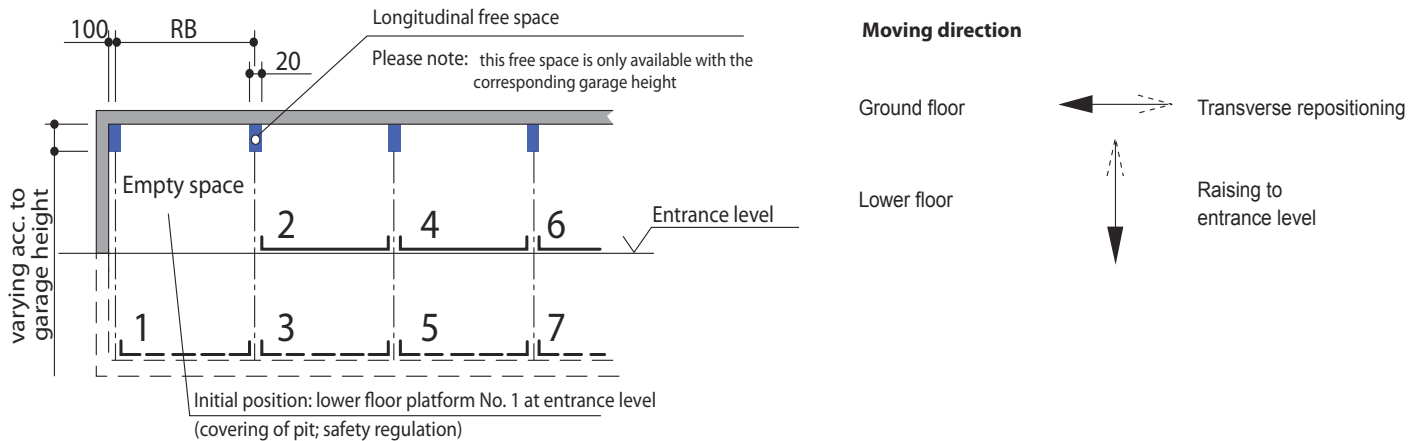 100
RB
Longitudinal free space
20
Please note: this free space is only available with the
corresponding garage height
varying acc. to
garage height
Empty space
2
4
6
Entrance level
1
3
5
7
Initial position: lower floor platform No. 1 at entrance level
(covering of pit; safety regulation)
Moving direction
Ground floor
Transverse repositioning
Lower floor
Raising to
entrance level